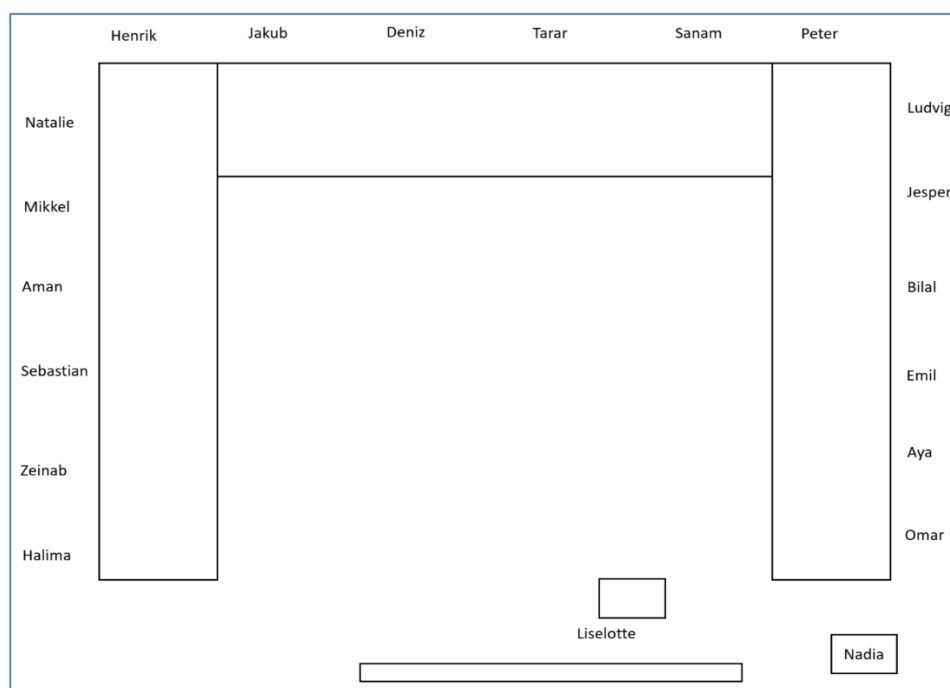 Henrik Jakub Deniz Tarar Sanam Peter
Natalie Ludvig
Mikkel Jesper
Aman Bilal
Sebastian Emil
Zeinab Aya
Halima Omar
Liselotte
Nadia